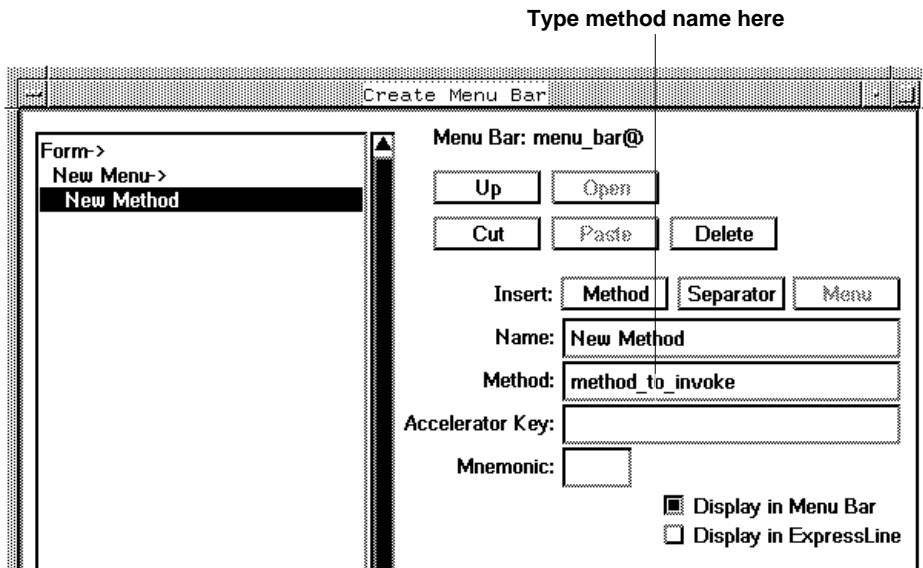 Type method name here
Create Menu Bar
Form->
New Menu->
New Method
Menu Bar: menu_bar@
Up
Open
Cut
Paste
Delete
Insert:
Method
Separator
Menu
Name:
New Method
Method:
method_to_invoke
Accelerator Key:
Mnemonic:
Display in Menu Bar
Display in ExpressLine